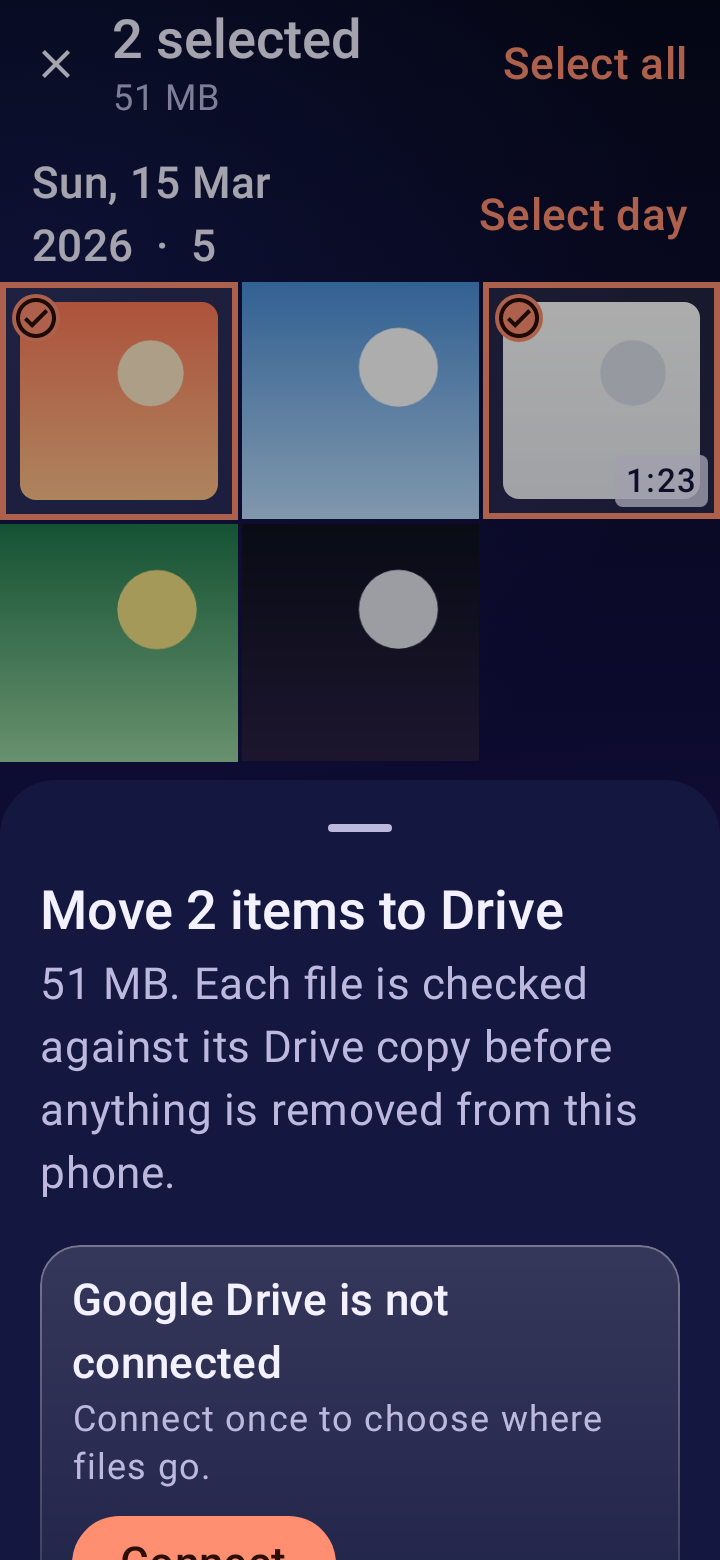 2 selected
51 MB
Select all
Sun, 15 Mar
2026 · 5
Select day
1:23
Move 2 items to Drive
51 MB. Each file is checked
against its Drive copy before
anything is removed from this
phone.
Google Drive is not
connected
Connect once to choose where
files go.
Connect